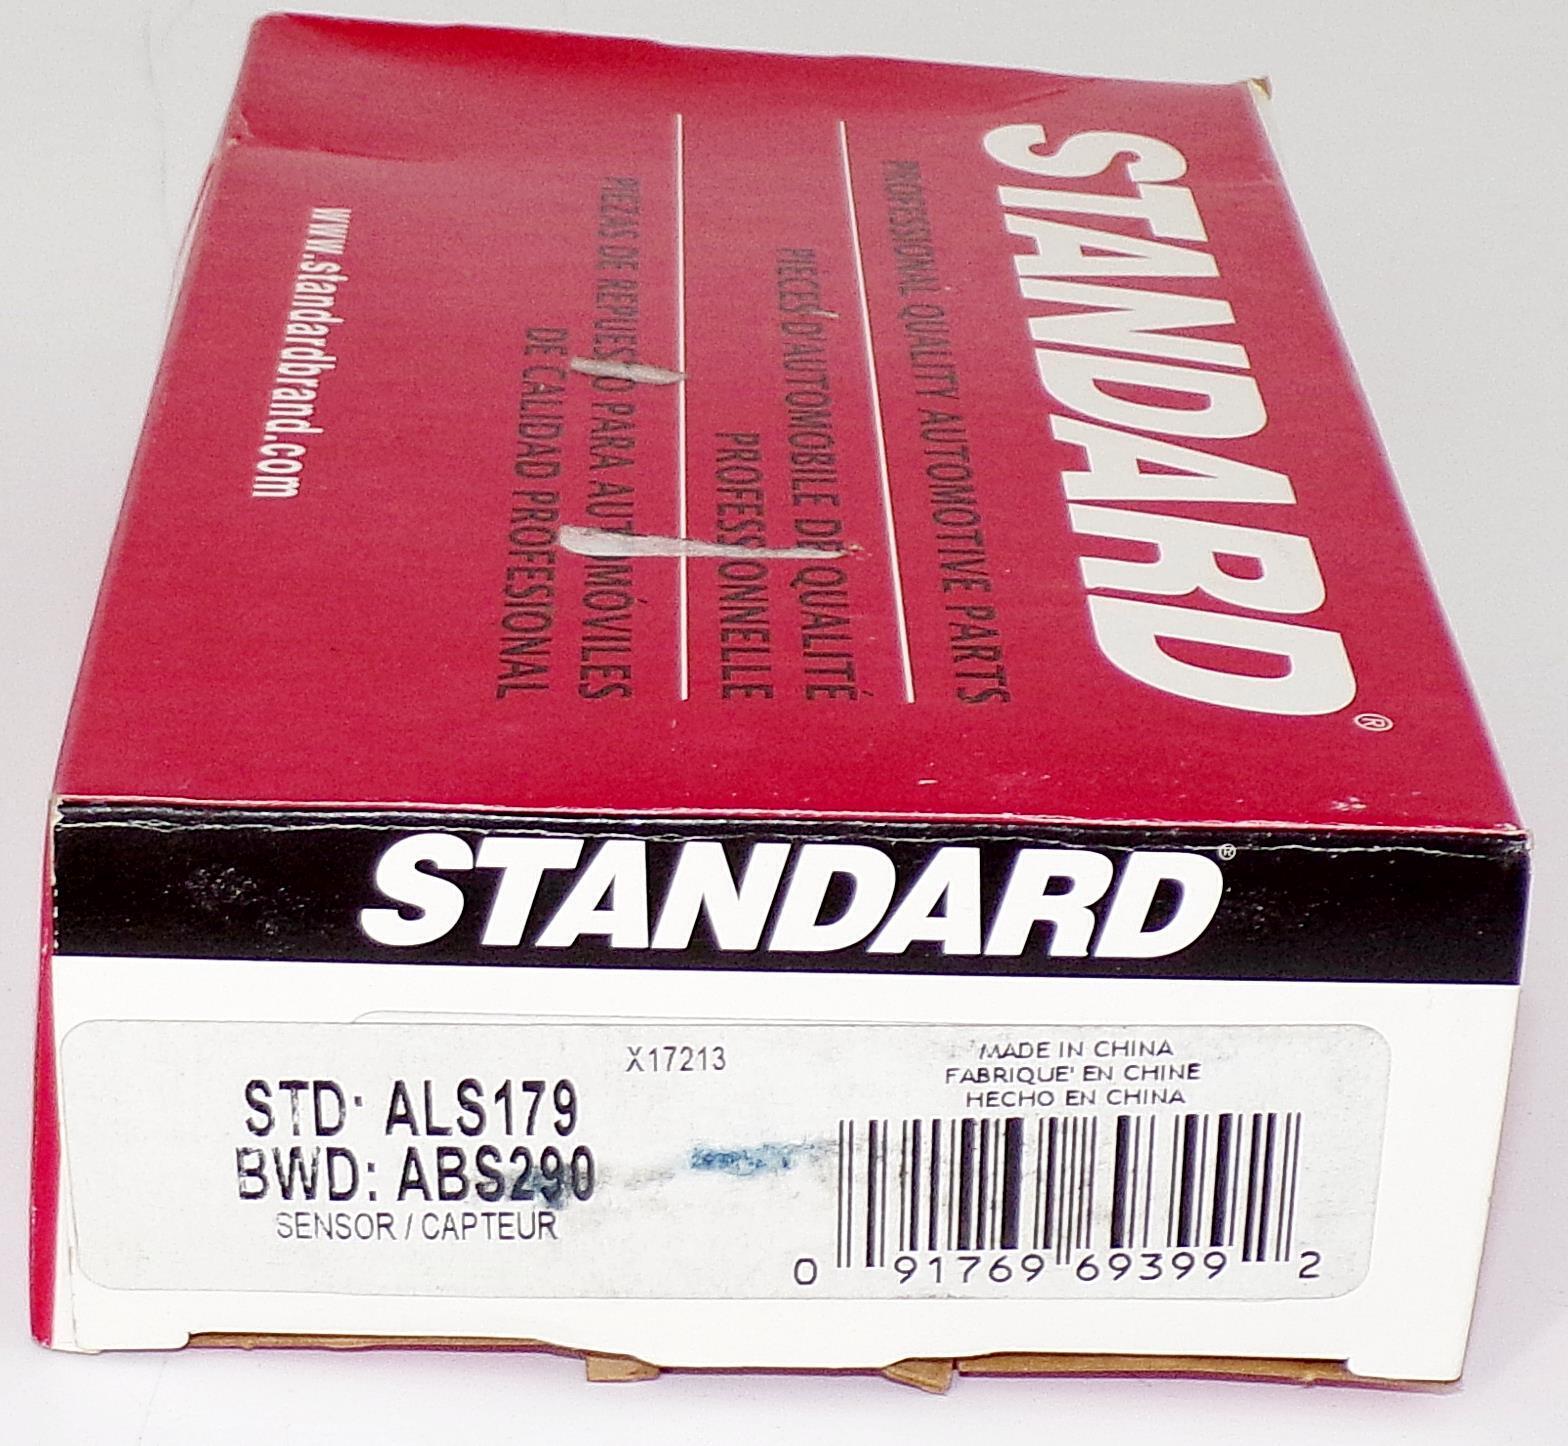 STANDARD®
PROFESSIONAL QUALITY AUTOMOTIVE PARTS
PIÈCES D'AUTOMOBILE DE QUALITÉ
PROFESSIONNELLE
PIEZAS DE REPUESTO PARA AUTOMÓVILES
DE CALIDAD PROFESIONAL
www.standardbrand.com
STANDARD®
X17213
STD: ALS179
BWD: ABS290
SENSOR / CAPTEUR
MADE IN CHINA
FABRIQUE' EN CHINE
HECHO EN CHINA
0 91769 69399 2